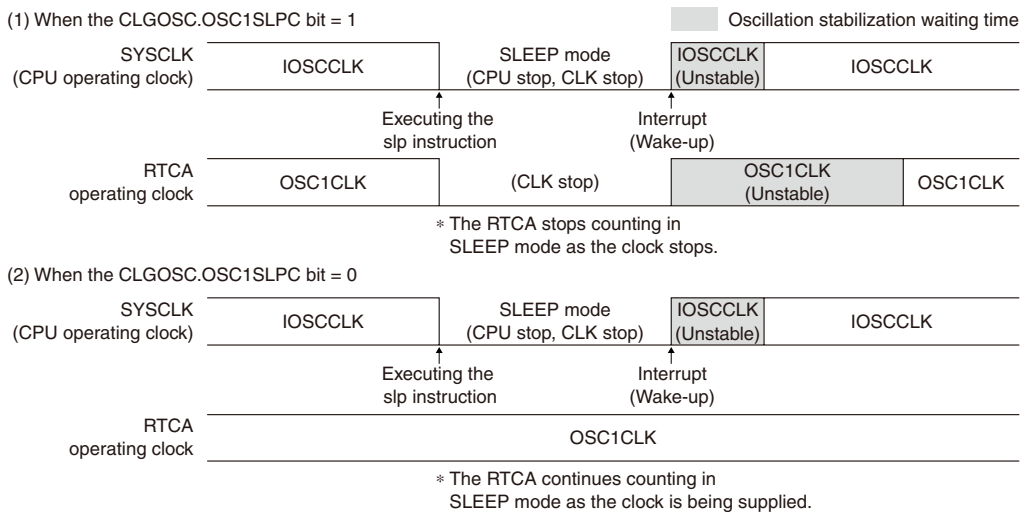 (1) When the CLGOSC.OSC1SLPC bit = 1
Oscillation stabilization waiting time
SYSCLK
(CPU operating clock)
IOSCCLK
SLEEP mode
(CPU stop, CLK stop)
IOSCCLK
(Unstable)
IOSCCLK
Executing the
slp instruction
Interrupt
(Wake-up)
RTCA
operating clock
OSC1CLK
(CLK stop)
OSC1CLK
(Unstable)
OSC1CLK
* The RTCA stops counting in
SLEEP mode as the clock stops.
(2) When the CLGOSC.OSC1SLPC bit = 0
SYSCLK
(CPU operating clock)
IOSCCLK
SLEEP mode
(CPU stop, CLK stop)
IOSCCLK
(Unstable)
IOSCCLK
Executing the
slp instruction
Interrupt
(Wake-up)
RTCA
operating clock
OSC1CLK
* The RTCA continues counting in
SLEEP mode as the clock is being supplied.